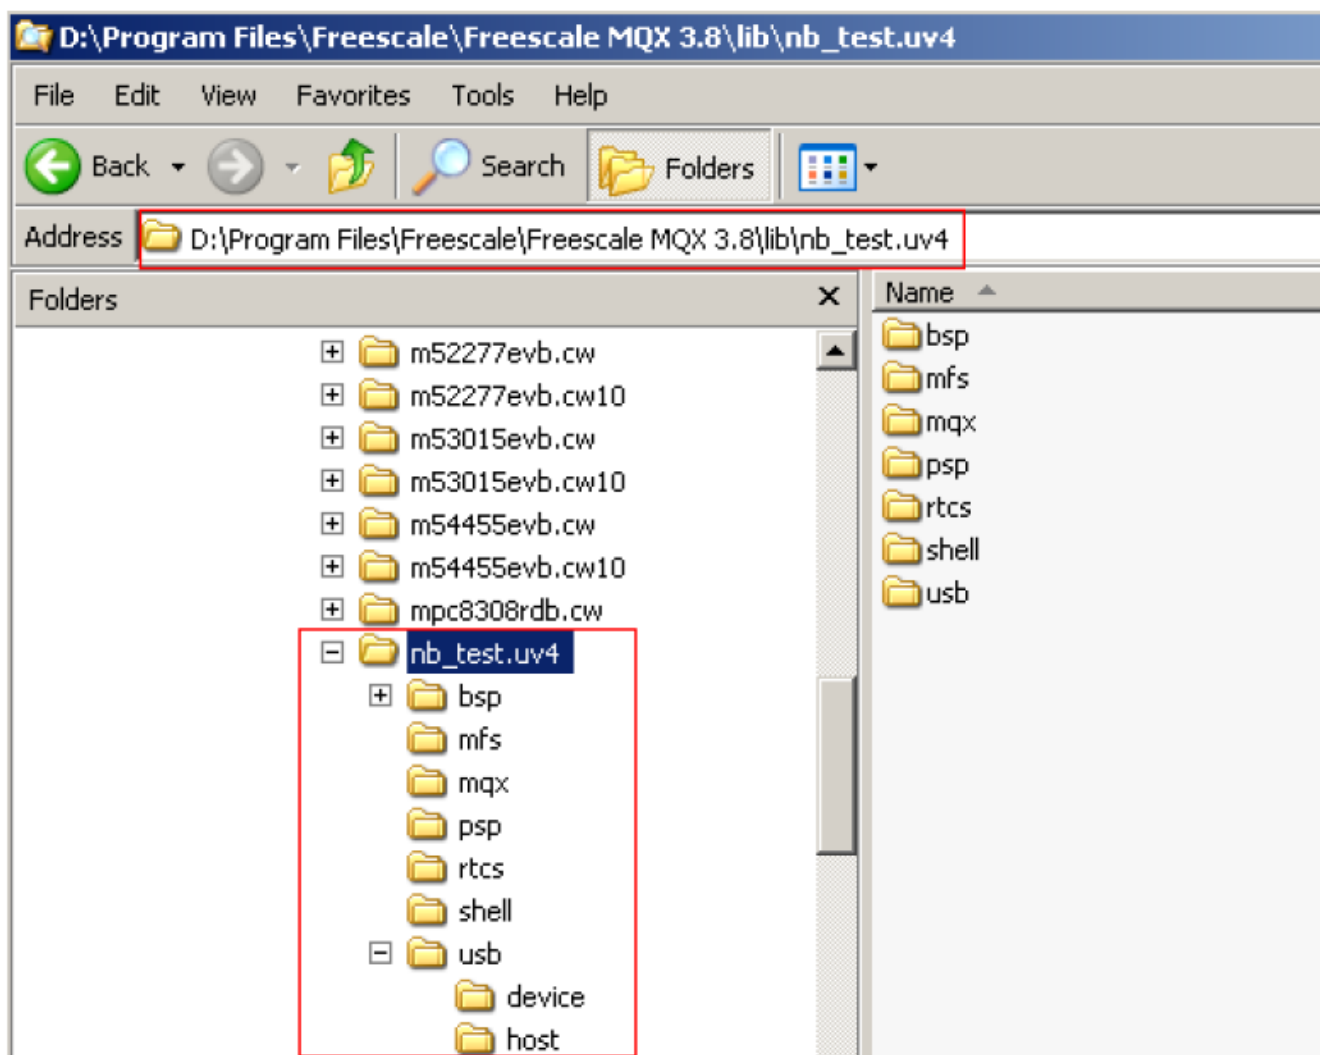 D:\Program Files\Freescale\Freescale MQX 3.8\lib\nb_test.uv4
File Edit View Favorites Tools Help
Back Search Folders
Address D:\Program Files\Freescale\Freescale MQX 3.8\lib\nb_test.uv4
Folders
m52277evb.cw
m52277evb.cw10
m53015evb.cw
m53015evb.cw10
m54455evb.cw
m54455evb.cw10
mpc8308rdb.cw
nb_test.uv4
bsp
mfs
mqx
psp
rtcs
shell
usb
device
host
Name
bsp
mfs
mqx
psp
rtcs
shell
usb